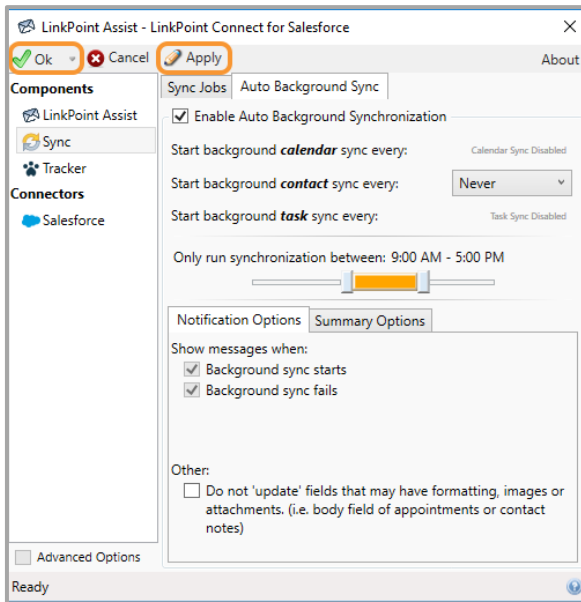 LinkPoint Assist - LinkPoint Connect for Salesforce
Ok Cancel Apply About
Components
LinkPoint Assist
Sync
Tracker
Connectors
Salesforce
Advanced Options
Sync Jobs Auto Background Sync
Enable Auto Background Synchronization
Start background calendar sync every: Calendar Sync Disabled
Start background contact sync every: Never
Start background task sync every: Task Sync Disabled
Only run synchronization between: 9:00 AM - 5:00 PM
Notification Options Summary Options
Show messages when:
Background sync starts
Background sync fails
Other:
Do not 'update' fields that may have formatting, images or
attachments. (i.e. body field of appointments or contact
notes)
Ready